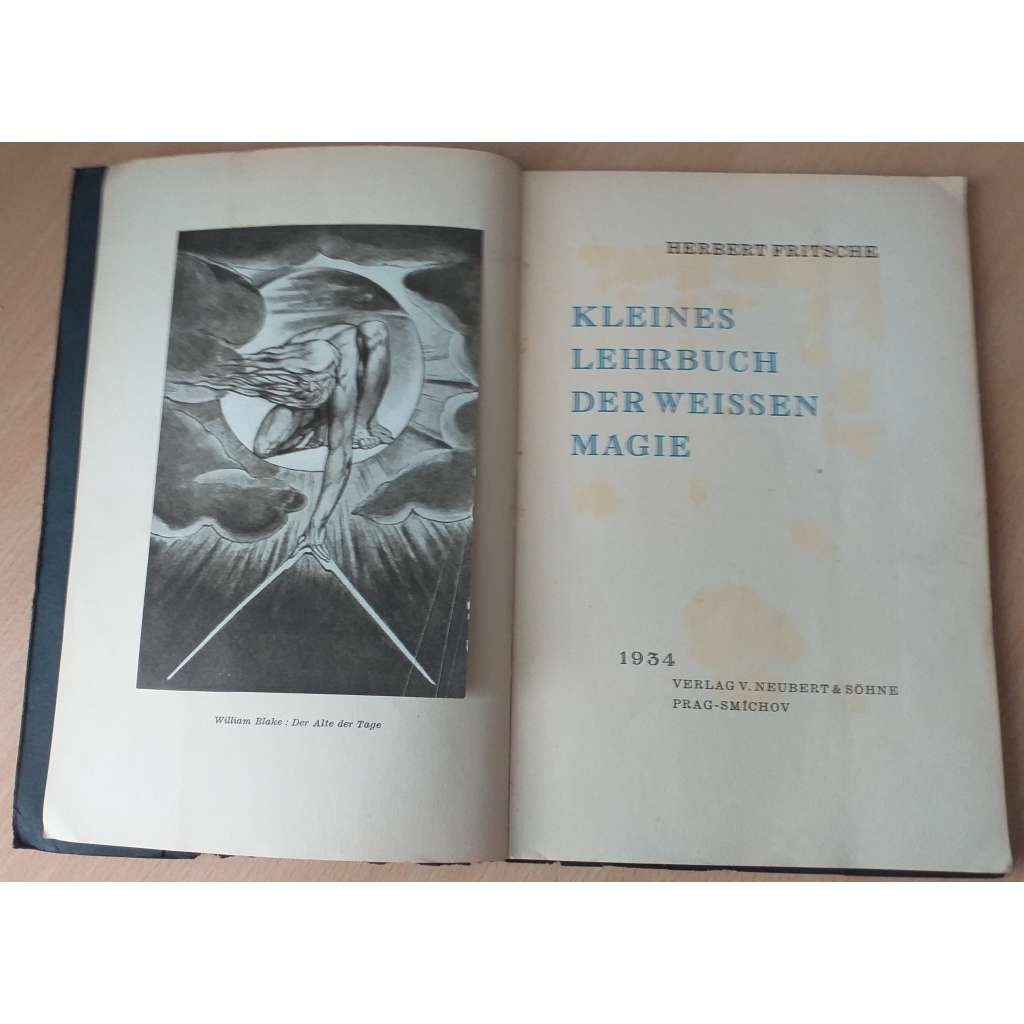 William Blake : Der Alte der Tage
HERBERT FRITSCHE
KLEINES
LEHRBUCH
DER WEISSEN
MAGIE
1934
VERLAG V. NEUBERT & SÖHNE
PRAG-SMÍCHOV